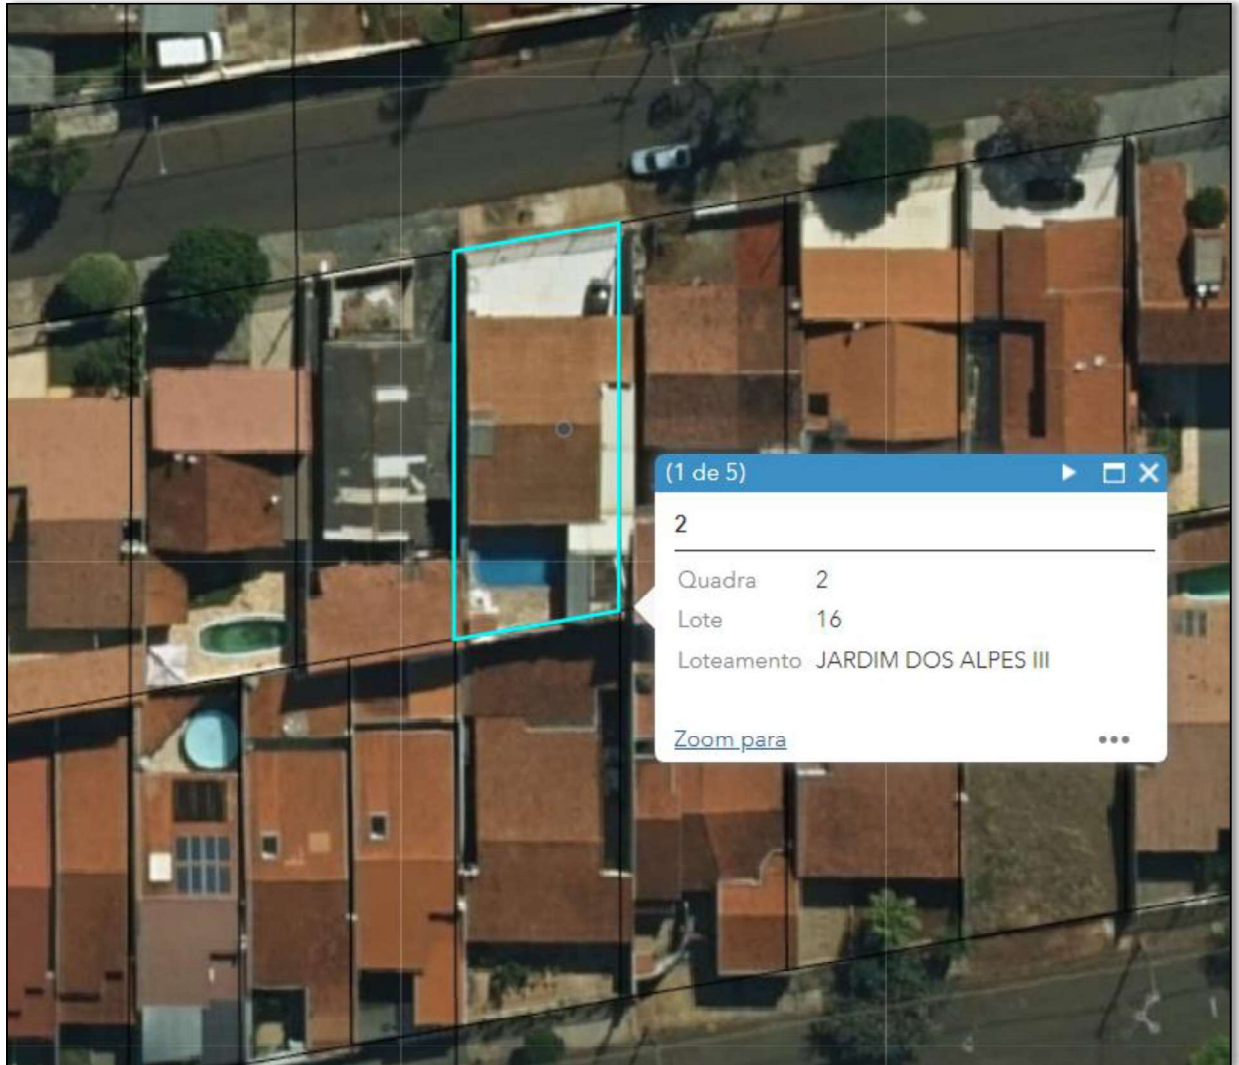 (1 de 5)
2
Quadra 2
Lote 16
Loteamento JARDIM DOS ALPES III
Zoom para